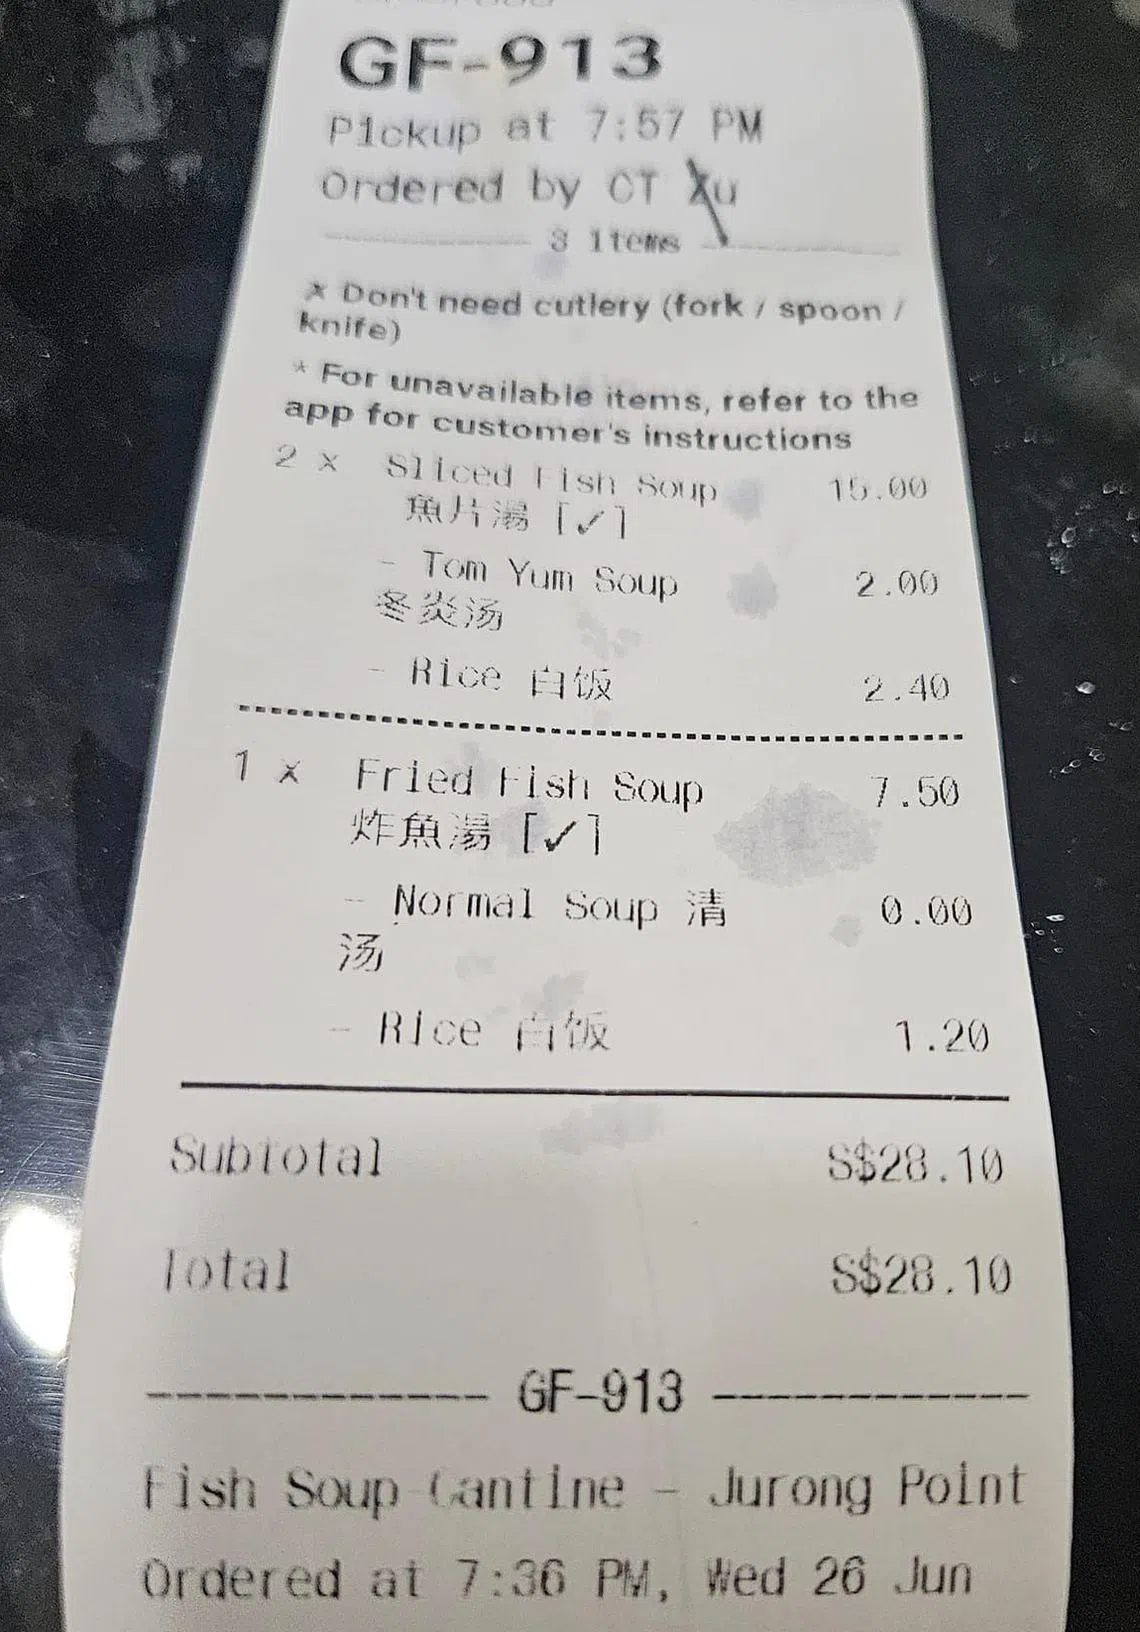 GF-913
Pickup at 7:57 PM
Ordered by CT Xu
3 items
* Don't need cutlery (fork / spoon /
knife)
* For unavailable items, refer to the
app for customer's instructions
2 x Sliced Fish Soup 15.00
魚片湯 [✓]
- Tom Yum Soup 2.00
冬炎汤
- Rice 白饭 2.40
1 x Fried Fish Soup 7.50
炸魚湯 [✓]
- Normal Soup 清 0.00
汤
- Rice 白饭 1.20
Subtotal S$28.10
Total S$28.10
GF-913
Fish Soup Cantine - Jurong Point
Ordered at 7:36 PM, Wed 26 Jun